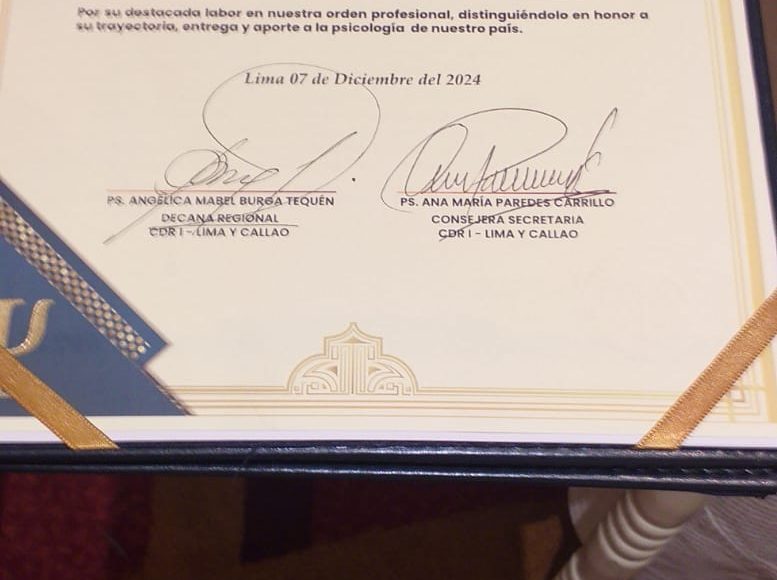 Por su destacada labor en nuestra orden profesional, distinguiéndolo en honor a
su trayectoria, entrega y aporte a la psicología de nuestro país.
Lima 07 de Diciembre del 2024
PS. ANGÉLICA MABEL BURGA TEQUÉN
DECANA REGIONAL
CDR I - LIMA Y CALLAO
PS. ANA MARÍA PAREDES CARRILLO
CONSEJERA SECRETARIA
CDR I - LIMA Y CALLAO